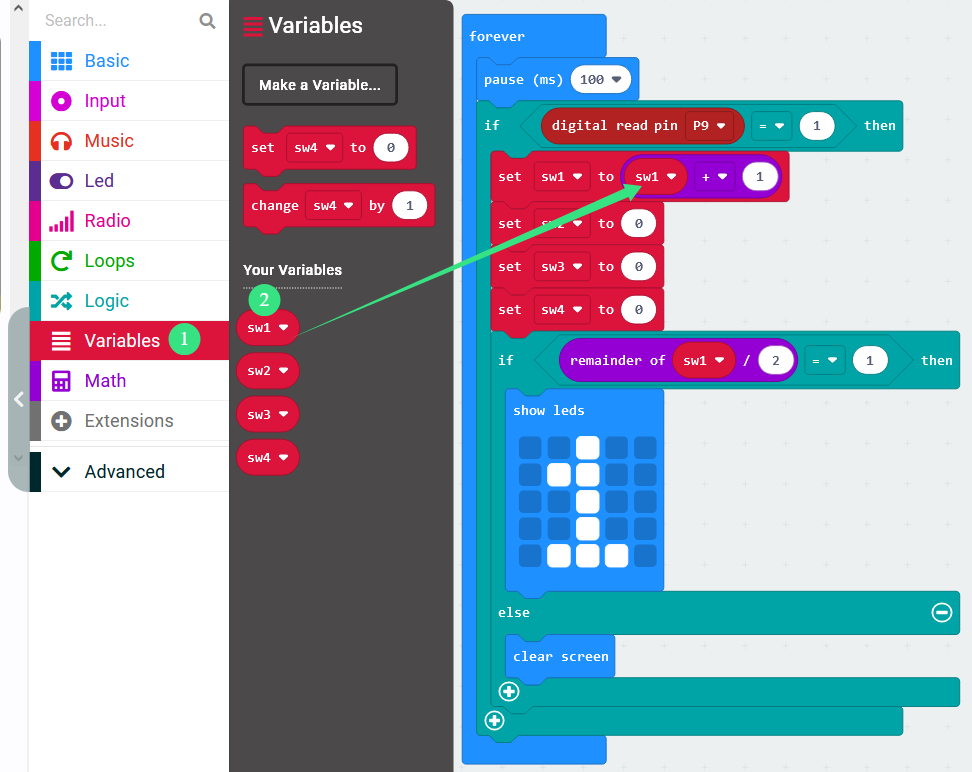 Search...
Basic
Input
Music
Led
Radio
Loops
Logic
Variables 1
Math
Extensions
Advanced
Variables
Make a Variable...
set sw4 to 0
change sw4 by 1
Your Variables
2
sw1
sw2
sw3
sw4
forever
pause (ms) 100
if digital read pin P9 = 1 then
set sw1 to sw1 + 1
set sw2 to 0
set sw3 to 0
set sw4 to 0
if remainder of sw1 / 2 = 1 then
show leds
else
clear screen